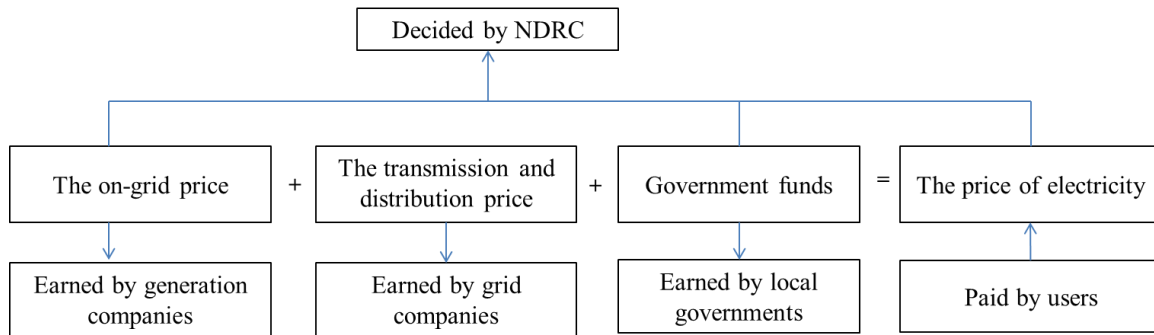 Decided by NDRC
The on-grid price
+
The transmission and
distribution price
+
Government funds
=
The price of electricity
Earned by generation
companies
Earned by grid
companies
Earned by local
governments
Paid by users